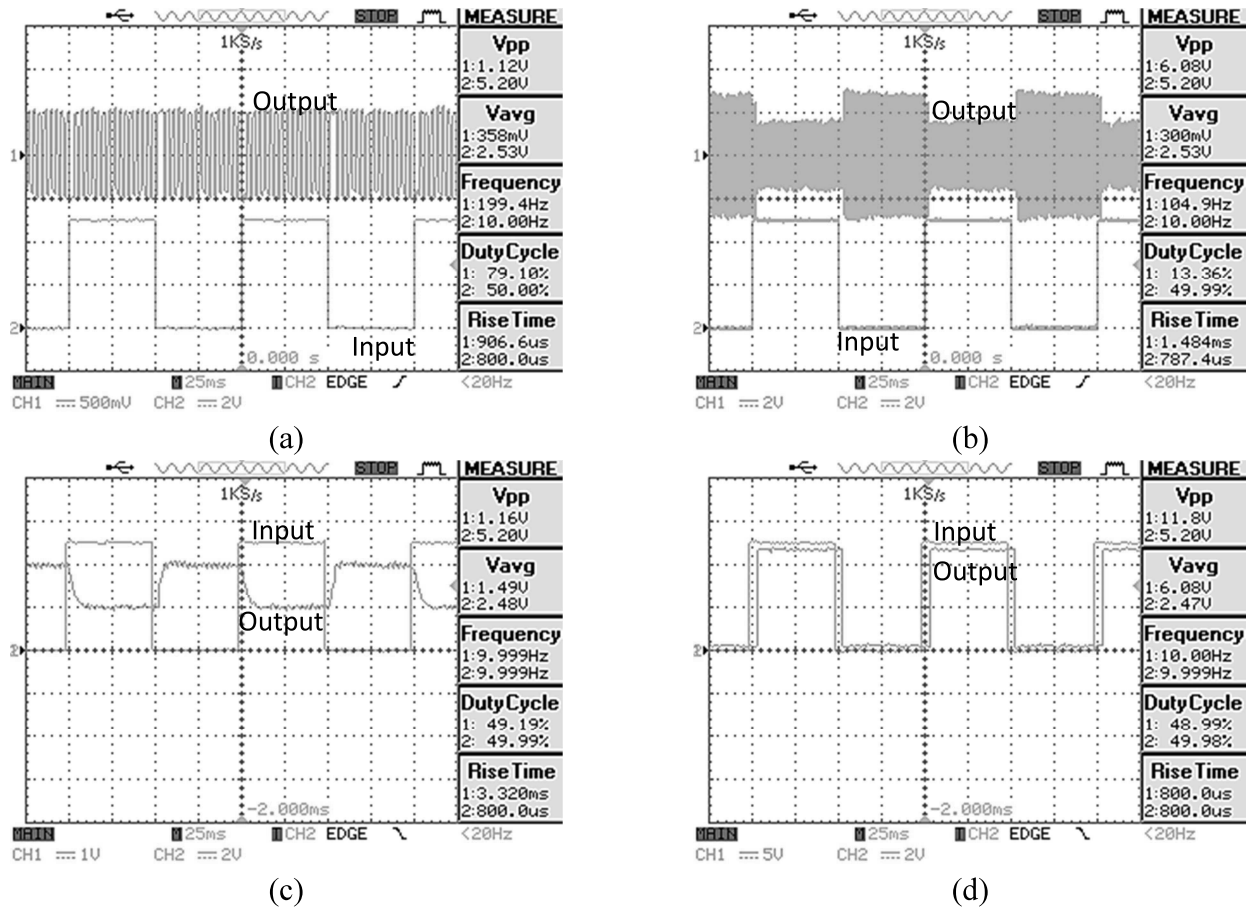 STOP MEASURE
1KS/s
Output
Input
1
2
0.000 s
Vpp
1:1.12V
2:5.20V
Vavg
1:358mV
2:2.53V
Frequency
1:199.4Hz
2:10.00Hz
DutyCycle
1: 79.10%
2: 50.00%
RiseTime
1:906.6us
2:800.0us
MAIN M 25ms T CH2 EDGE <20Hz
CH1 500mV CH2 2V
(a)
STOP MEASURE
1KS/s
Output
Input
1
2
0.000 s
Vpp
1:6.08V
2:5.20V
Vavg
1:300mV
2:2.53V
Frequency
1:104.9Hz
2:10.00Hz
DutyCycle
1: 13.36%
2: 49.99%
RiseTime
1:1.484ms
2:787.4us
MAIN M 25ms T CH2 EDGE <20Hz
CH1 2V CH2 2V
(b)
STOP MEASURE
1KS/s
Input
Output
2
-2.000ms
Vpp
1:1.16V
2:5.20V
Vavg
1:1.49V
2:2.48V
Frequency
1:9.999Hz
2:9.999Hz
DutyCycle
1: 49.19%
2: 49.99%
RiseTime
1:3.320ms
2:800.0us
MAIN M 25ms T CH2 EDGE <20Hz
CH1 1V CH2 2V
(c)
STOP MEASURE
1KS/s
Input
Output
2
-2.000ms
Vpp
1:11.8V
2:5.20V
Vavg
1:6.08V
2:2.47V
Frequency
1:10.00Hz
2:9.999Hz
DutyCycle
1: 48.99%
2: 49.98%
RiseTime
1:800.0us
2:800.0us
MAIN M 25ms T CH2 EDGE <20Hz
CH1 5V CH2 2V
(d)